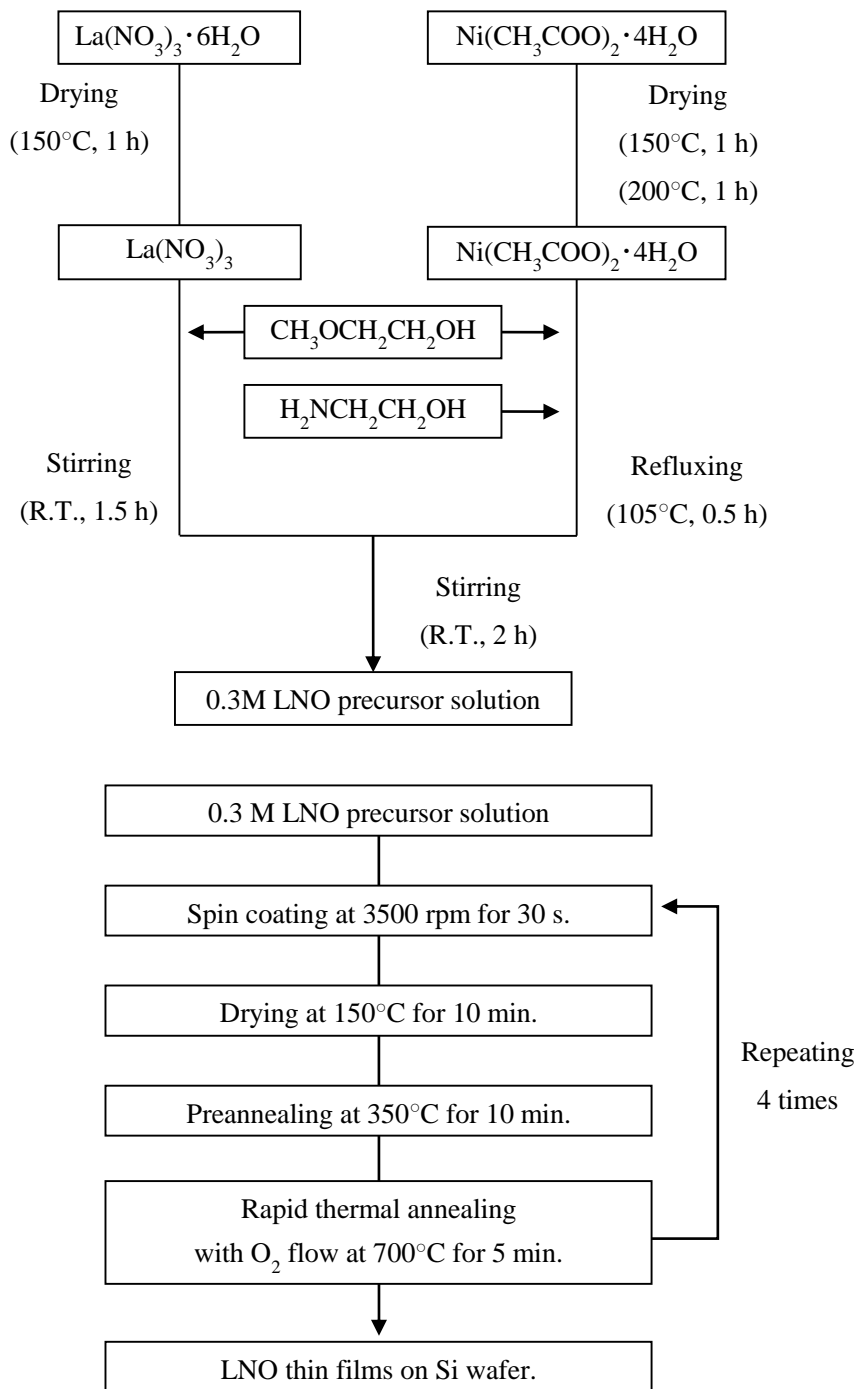 La(NO₃)₃・6H₂O
Ni(CH₃COO)₂・4H₂O
Drying
(150°C, 1 h)
Drying
(150°C, 1 h)
(200°C, 1 h)
La(NO₃)₃
Ni(CH₃COO)₂・4H₂O
CH₃OCH₂CH₂OH
H₂NCH₂CH₂OH
Stirring
(R.T., 1.5 h)
Refluxing
(105°C, 0.5 h)
Stirring
(R.T., 2 h)
0.3M LNO precursor solution
0.3 M LNO precursor solution
Spin coating at 3500 rpm for 30 s.
Drying at 150°C for 10 min.
Preannealing at 350°C for 10 min.
Repeating
4 times
Rapid thermal annealing
with O₂ flow at 700°C for 5 min.
LNO thin films on Si wafer.